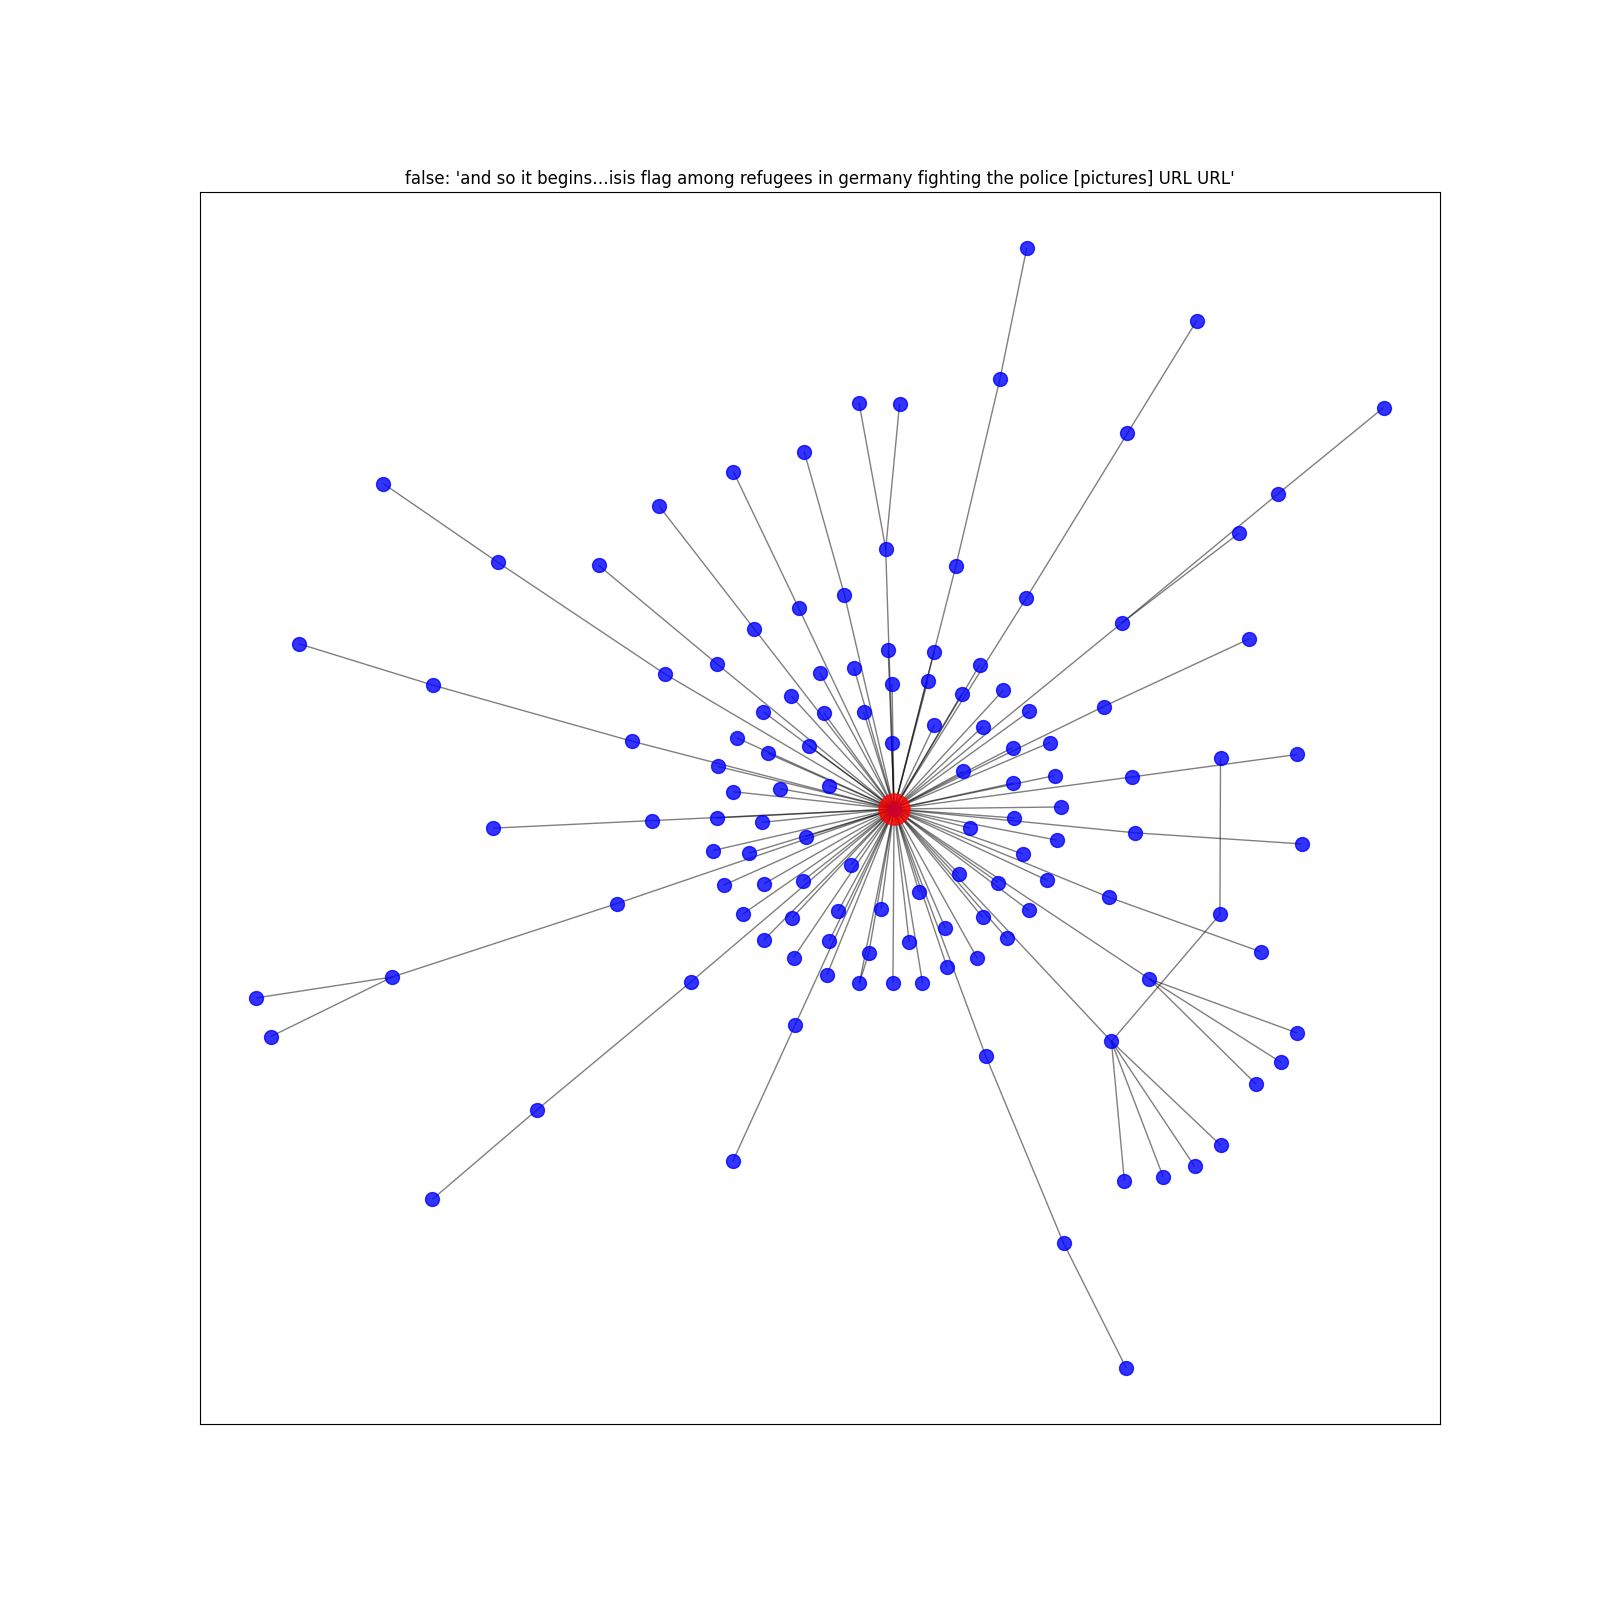 false: 'and so it begins...isis flag among refugees in germany fighting the police [pictures] URL URL'